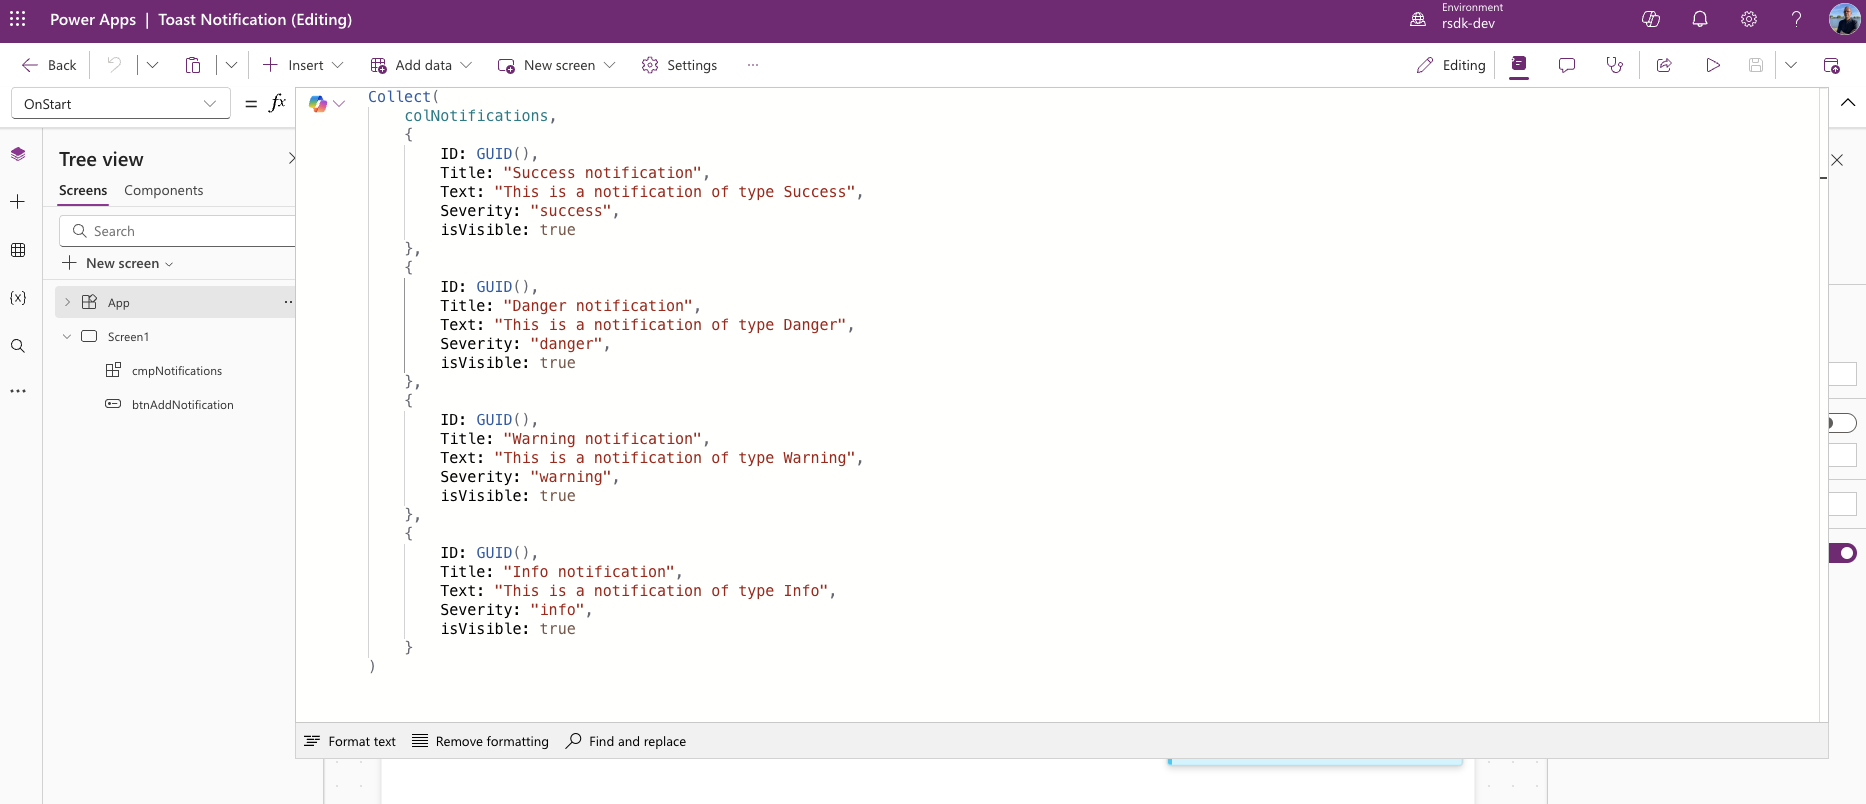 Power Apps | Toast Notification (Editing)
Environment
rsdk-dev
Back
Insert
Add data
New screen
Settings
Editing
OnStart
= fx
Tree view
Screens
Components
Search
New screen
App
Screen1
cmpNotifications
btnAddNotification
Collect(
colNotifications,
{
ID: GUID(),
Title: "Success notification",
Text: "This is a notification of type Success",
Severity: "success",
isVisible: true
},
{
ID: GUID(),
Title: "Danger notification",
Text: "This is a notification of type Danger",
Severity: "danger",
isVisible: true
},
{
ID: GUID(),
Title: "Warning notification",
Text: "This is a notification of type Warning",
Severity: "warning",
isVisible: true
},
{
ID: GUID(),
Title: "Info notification",
Text: "This is a notification of type Info",
Severity: "info",
isVisible: true
}
)
Format text
Remove formatting
Find and replace